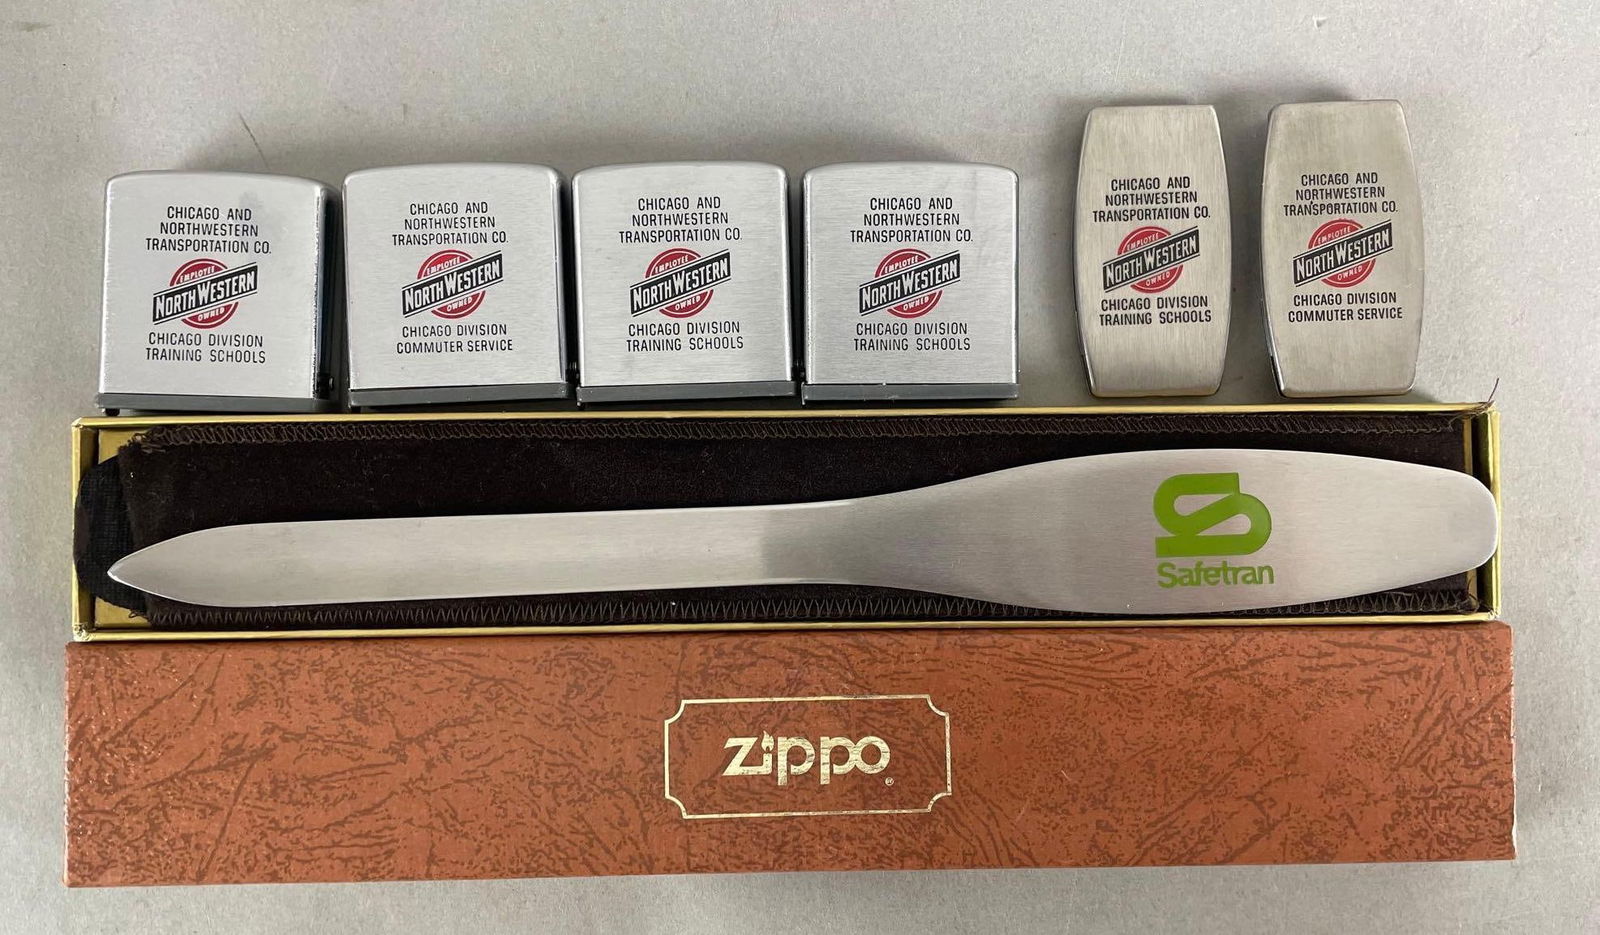 CHICAGO AND
NORTHWESTERN
TRANSPORTATION CO.
EMPLOYEE
NORTH WESTERN
OWNED
CHICAGO DIVISION
TRAINING SCHOOLS
CHICAGO AND
NORTHWESTERN
TRANSPORTATION CO.
EMPLOYEE
NORTH WESTERN
OWNED
CHICAGO DIVISION
COMMUTER SERVICE
CHICAGO AND
NORTHWESTERN
TRANSPORTATION CO.
EMPLOYEE
NORTH WESTERN
OWNED
CHICAGO DIVISION
TRAINING SCHOOLS
CHICAGO AND
NORTHWESTERN
TRANSPORTATION CO.
EMPLOYEE
NORTH WESTERN
OWNED
CHICAGO DIVISION
TRAINING SCHOOLS
CHICAGO AND
NORTHWESTERN
TRANSPORTATION CO.
EMPLOYEE
NORTH WESTERN
OWNED
CHICAGO DIVISION
TRAINING SCHOOLS
CHICAGO AND
NORTHWESTERN
TRANSPORTATION CO.
EMPLOYEE
NORTH WESTERN
OWNED
CHICAGO DIVISION
COMMUTER SERVICE
Safetran
zippo®